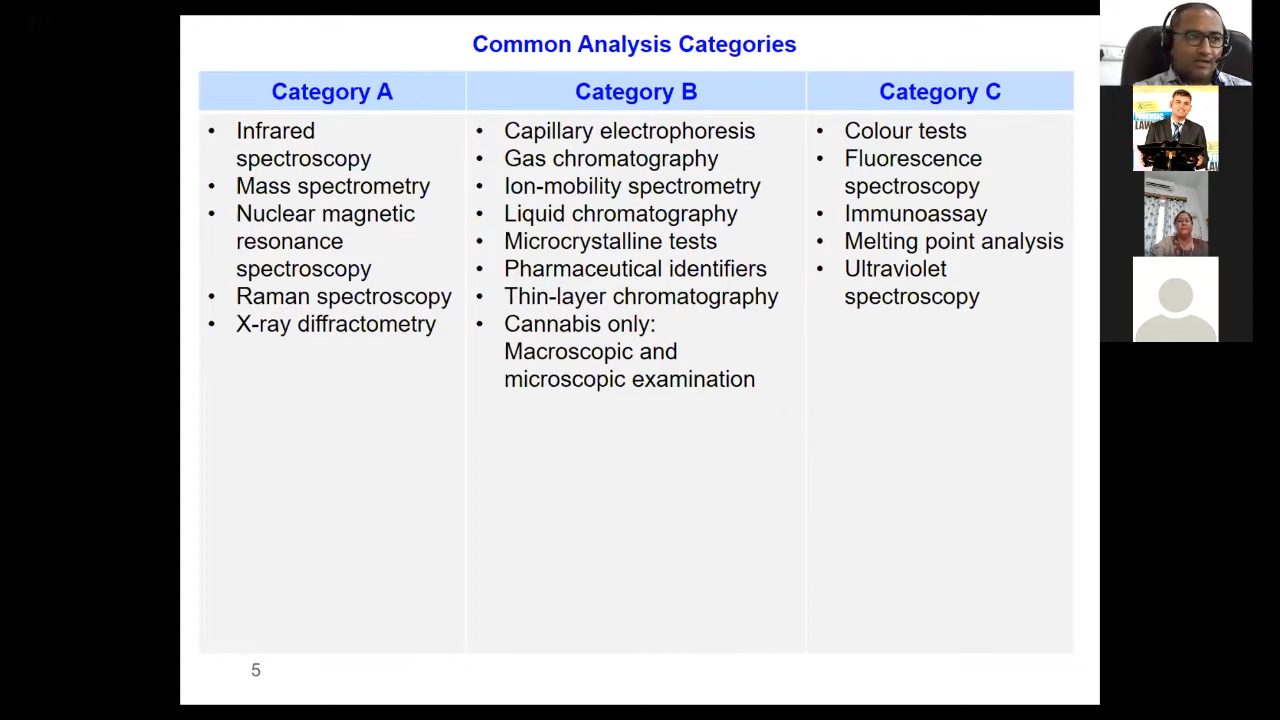 Common Analysis Categories
Category A
Category B
Category C
• Infrared
spectroscopy
• Mass spectrometry
• Nuclear magnetic
resonance
spectroscopy
• Raman spectroscopy
• X-ray diffractometry
• Capillary electrophoresis
• Gas chromatography
• Ion-mobility spectrometry
• Liquid chromatography
• Microcrystalline tests
• Pharmaceutical identifiers
• Thin-layer chromatography
• Cannabis only:
Macroscopic and
microscopic examination
• Colour tests
• Fluorescence
spectroscopy
• Immunoassay
• Melting point analysis
• Ultraviolet
spectroscopy
5